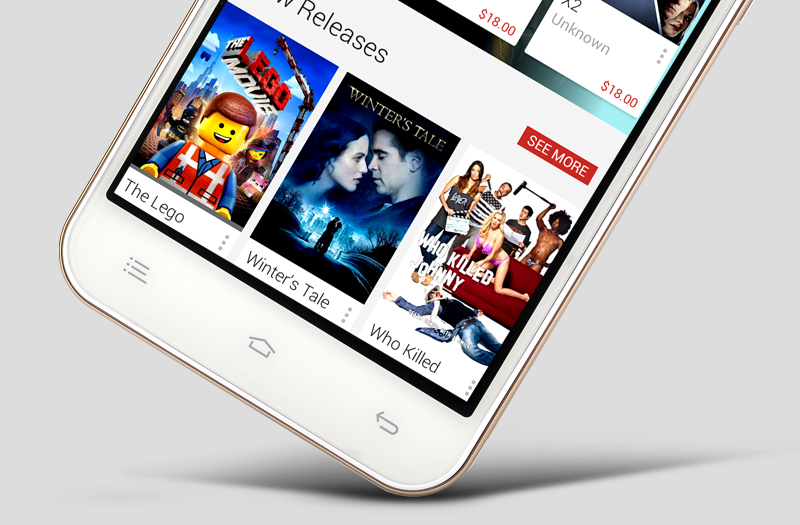 $18.00
X2
Unknown
$18.00
w Releases
SEE MORE
THE
LEGO
MOVIE
The Lego
WINTER'S TALE
Winter's Tale
WHO KILLED
JOHNNY
Who Killed